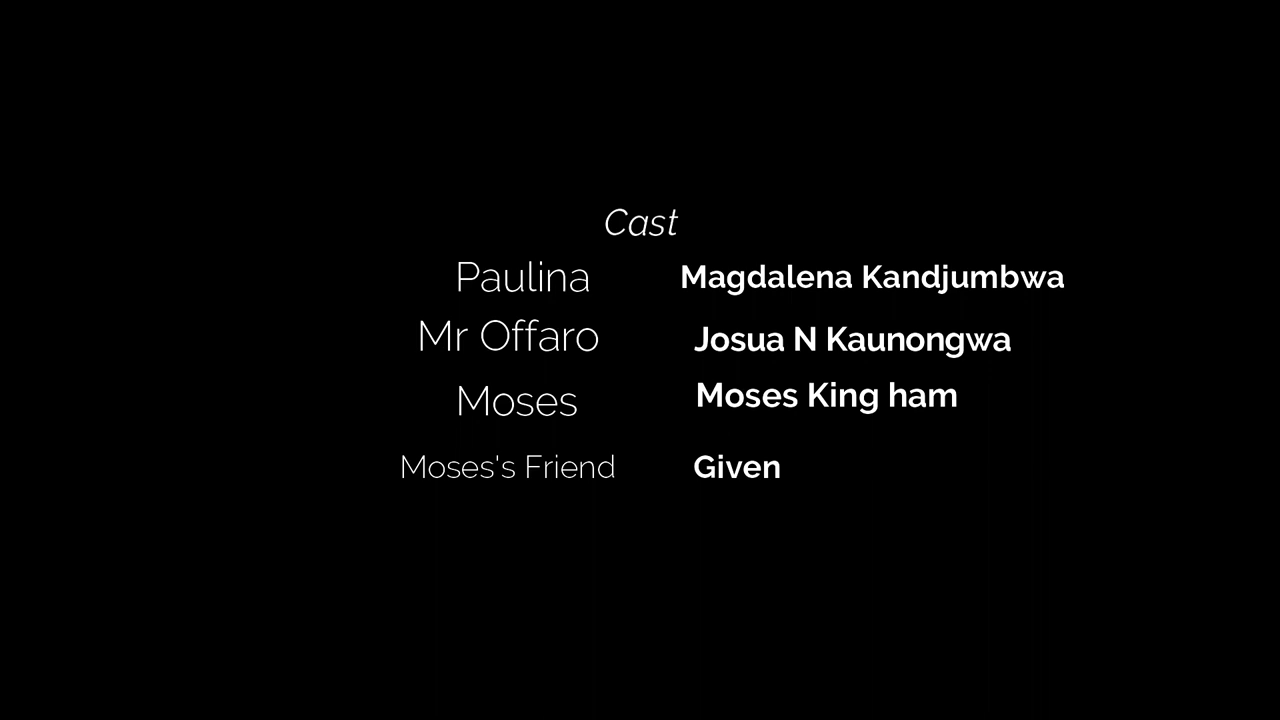 Cast
Paulina Magdalena Kandjumbwa
Mr Offaro Josua N Kaunongwa
Moses Moses King ham
Moses's Friend Given